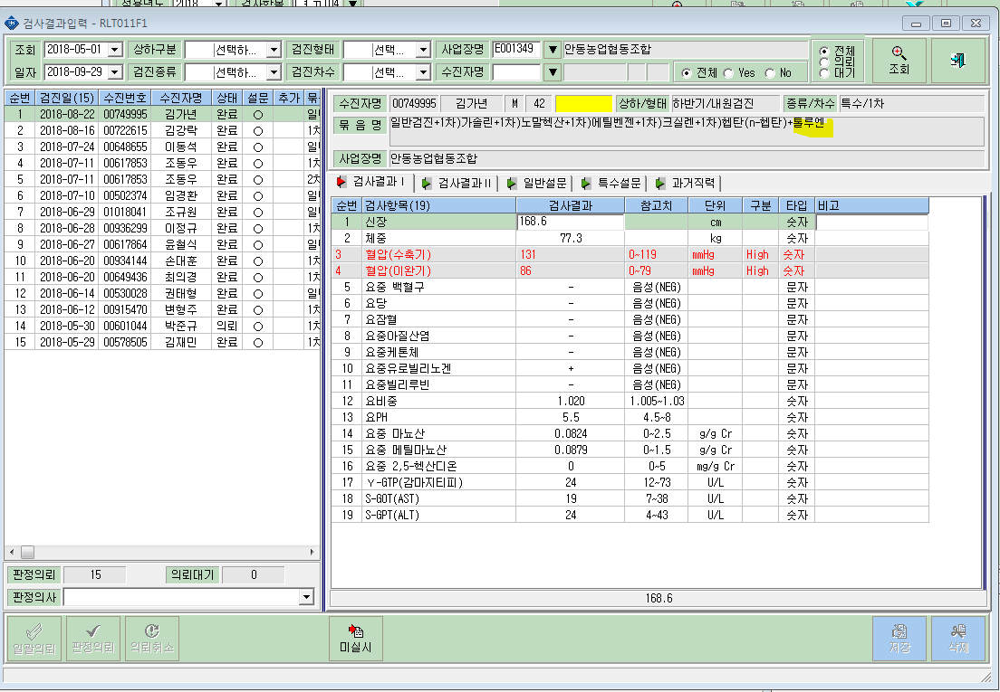 검사결과입력 - RLT011F1
조회 2018-05-01 상하구분 |선택하... 검진형태 |선택... 사업장명 E001349 안동농업협동조합 전체 의뢰 대기 조회
일자 2018-09-29 검진종류 |선택하... 검진차수 |선택... 수진자명 전체 Yes No
순번 검진일(15) 수진번호 수진자명 상태 설문 추가 묶
1 2018-08-22 00749995 김가년 완료 ○ 일
2 2018-08-16 00722615 김강락 완료 ○ 1차
3 2018-07-24 00648655 이동석 완료 ○ 일
4 2018-07-11 00617853 조동우 완료 ○ 1차
5 2018-07-11 00617853 조동우 완료 ○ 2차
6 2018-07-10 00502374 임경환 완료 ○ 일
7 2018-06-29 01018041 조규원 완료 ○ 일
8 2018-06-28 00936299 이정규 완료 ○ 1차
9 2018-06-27 00617864 윤철식 완료 ○ 일
10 2018-06-20 00934144 손대훈 완료 ○ 1차
11 2018-06-20 00649436 최의경 완료 ○ 1차
12 2018-06-14 00530028 권태형 완료 ○ 일
13 2018-06-12 00915470 변형주 완료 ○ 1차
14 2018-05-30 00601044 박준규 의뢰 ○ 1차
15 2018-05-29 00578505 김재민 완료 ○ 1차
판정의뢰 15 의뢰대기 0
판정의사
수진자명 00749995 김가년 M 42 상하/형태 하반기/내원검진 종류/차수 특수/1차
묶 음 명 일반검진+1차)가솔린+1차)노말헥산+1차)에틸벤젠+1차)크실렌+1차)헵탄(n-헵탄)+톨루엔
사업장명 안동농업협동조합
검사결과 I 검사결과 II 일반설문 특수설문 과거직력
순번 검사항목(19) 검사결과 참고치 단위 구분 타입 비고
1 신장 168.6 cm 숫자
2 체중 77.3 kg 숫자
3 혈압(수축기) 131 0~119 mmHg High 숫자
4 혈압(이완기) 86 0~79 mmHg High 숫자
5 요중 백혈구 - 음성(NEG) 문자
6 요당 - 음성(NEG) 문자
7 요잠혈 - 음성(NEG) 문자
8 요중아질산염 - 음성(NEG) 문자
9 요중케톤체 - 음성(NEG) 문자
10 요중유로빌리노겐 + 음성(NEG) 문자
11 요중빌리루빈 - 음성(NEG) 문자
12 요비중 1.020 1.005~1.03 숫자
13 요PH 5.5 4.5~8 숫자
14 요중 마뇨산 0.0824 0~2.5 g/g Cr 숫자
15 요중 메틸마뇨산 0.0879 0~1.5 g/g Cr 숫자
16 요중 2,5-헥산디온 0 0~5 mg/g Cr 숫자
17 γ-GTP(감마지티피) 24 12~73 U/L 숫자
18 S-GOT(AST) 19 7~38 U/L 숫자
19 S-GPT(ALT) 24 4~43 U/L 숫자
168.6
일괄의뢰 판정의뢰 의뢰취소 미실시 저장 삭제